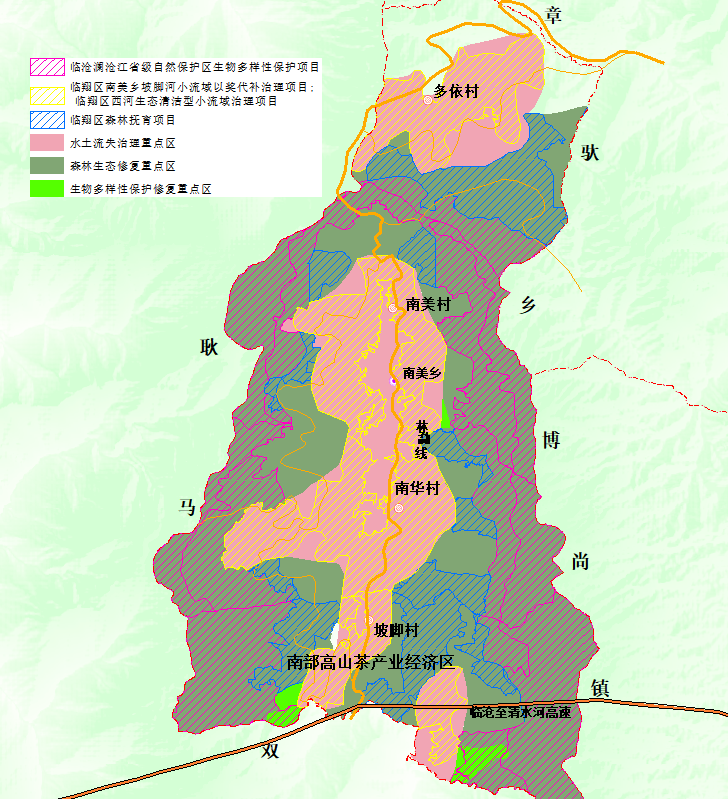 章
临沧澜沧江省级自然保护区生物多样性保护项目
临翔区南美乡坡脚河小流域以奖代补治理项目;
临翔区西河生态清洁型小流域治理项目
临翔区森林抚育项目
水土流失治理重点区
森林生态修复重点区
生物多样性保护修复重点区
多依村
驮
乡
南美村
耿
南美乡
博
线
南华村
马
尚
坡脚村
南部高山茶产业经济区
镇
临沧至清水河高速
双